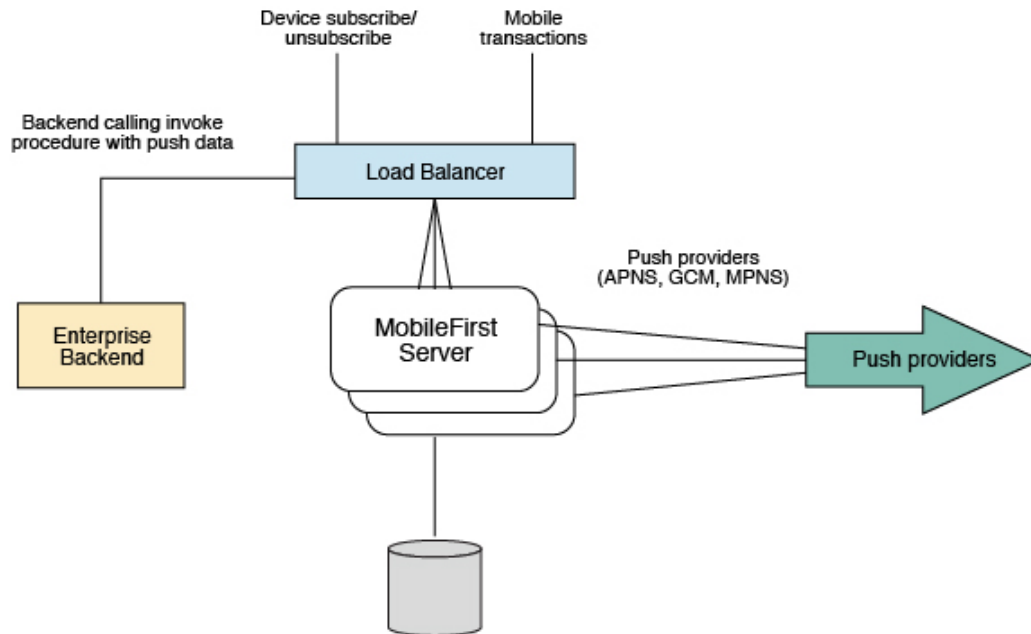 Device subscribe/
unsubscribe
Mobile
transactions
Backend calling invoke
procedure with push data
Load Balancer
Push providers
(APNS, GCM, MPNS)
Enterprise
Backend
MobileFirst
Server
Push providers